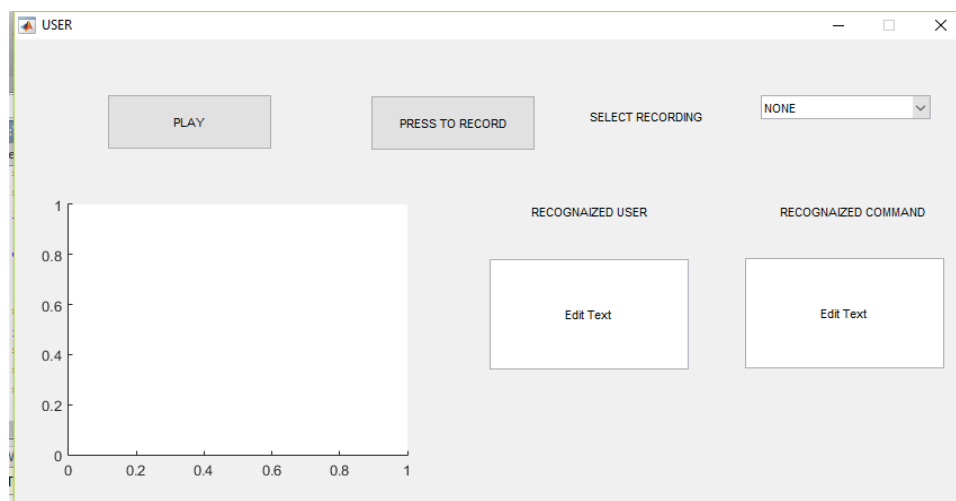 USER
PLAY
PRESS TO RECORD
SELECT RECORDING
NONE
RECOGNAIZED USER
RECOGNAIZED COMMAND
Edit Text
Edit Text
1
0.8
0.6
0.4
0.2
0
0
0.2
0.4
0.6
0.8
1